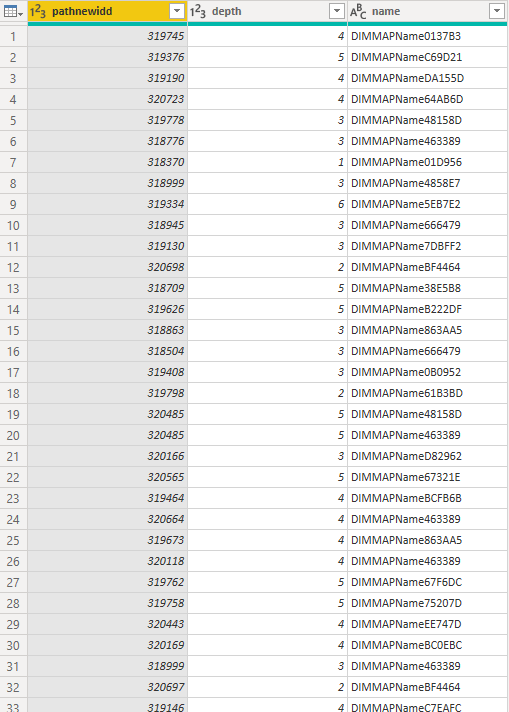 123 pathnewidd 123 depth ABC name
1 319745 4 DIMMAPName0137B3
2 319376 5 DIMMAPNameC69D21
3 319190 4 DIMMAPNameDA155D
4 320723 4 DIMMAPName64AB6D
5 319778 3 DIMMAPName48158D
6 318776 3 DIMMAPName463389
7 318370 1 DIMMAPName01D956
8 318999 3 DIMMAPName4858E7
9 319334 6 DIMMAPName5EB7E2
10 318945 3 DIMMAPName666479
11 319130 3 DIMMAPName7DBFF2
12 320698 2 DIMMAPNameBF4464
13 318709 5 DIMMAPName38E5B8
14 319626 5 DIMMAPNameB222DF
15 318863 3 DIMMAPName863AA5
16 318504 3 DIMMAPName666479
17 319408 3 DIMMAPName0B0952
18 319798 2 DIMMAPName61B3BD
19 320485 5 DIMMAPName48158D
20 320485 5 DIMMAPName463389
21 320166 3 DIMMAPNameD82962
22 320565 5 DIMMAPName67321E
23 319464 4 DIMMAPNameBCFB6B
24 320664 4 DIMMAPName463389
25 319673 4 DIMMAPName863AA5
26 320118 4 DIMMAPName463389
27 319762 5 DIMMAPName67F6DC
28 319758 5 DIMMAPName75207D
29 320443 4 DIMMAPNameEE747D
30 320169 4 DIMMAPNameBC0EBC
31 318999 3 DIMMAPName463389
32 320697 2 DIMMAPNameBF4464
33 319146 4 DIMMAPNameC7EAFC